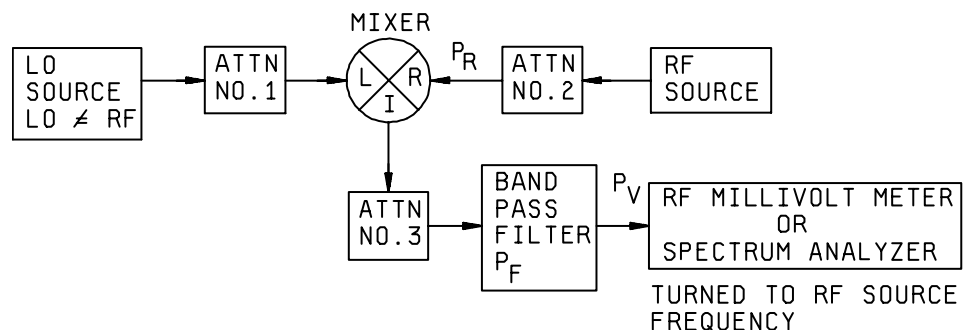 MIXER
LO
SOURCE
LO ≠ RF
ATTN
NO.1
L
R
I
P_R
ATTN
NO.2
RF
SOURCE
ATTN
NO.3
BAND
PASS
FILTER
P_F
P_V
RF MILLIVOLT METER
OR
SPECTRUM ANALYZER
TURNED TO RF SOURCE
FREQUENCY